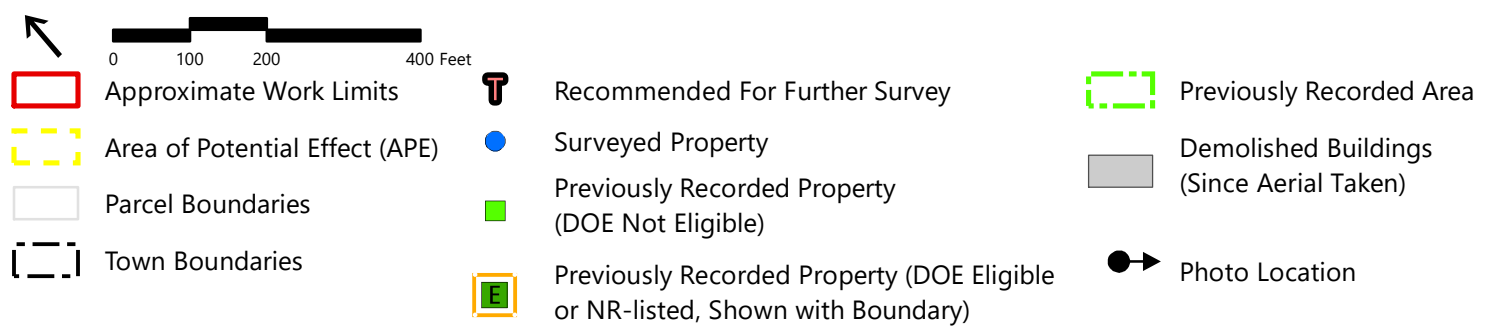 0 100 200 400 Feet
Approximate Work Limits
Area of Potential Effect (APE)
Parcel Boundaries
Town Boundaries
T Recommended For Further Survey
Surveyed Property
Previously Recorded Property
(DOE Not Eligible)
E Previously Recorded Property (DOE Eligible
or NR-listed, Shown with Boundary)
Previously Recorded Area
Demolished Buildings
(Since Aerial Taken)
Photo Location